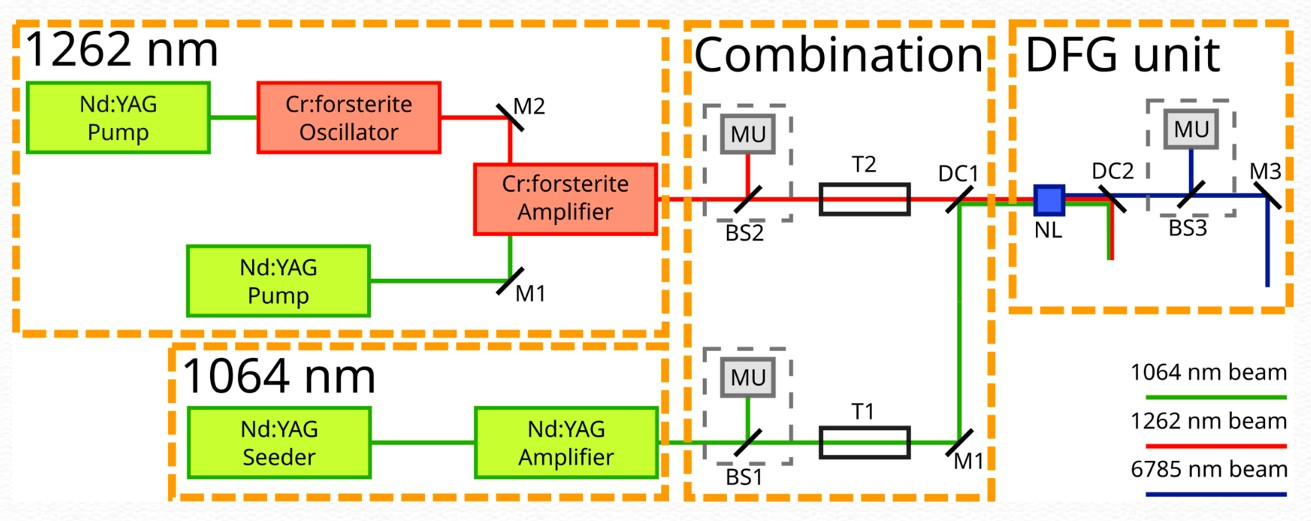 1262 nm
Nd:YAG
Pump
Cr:forsterite
Oscillator
M2
Cr:forsterite
Amplifier
Nd:YAG
Pump
M1
1064 nm
Nd:YAG
Seeder
Nd:YAG
Amplifier
Combination
MU
BS2
T2
DC1
MU
BS1
T1
M1
DFG unit
NL
DC2
MU
BS3
M3
1064 nm beam
1262 nm beam
6785 nm beam